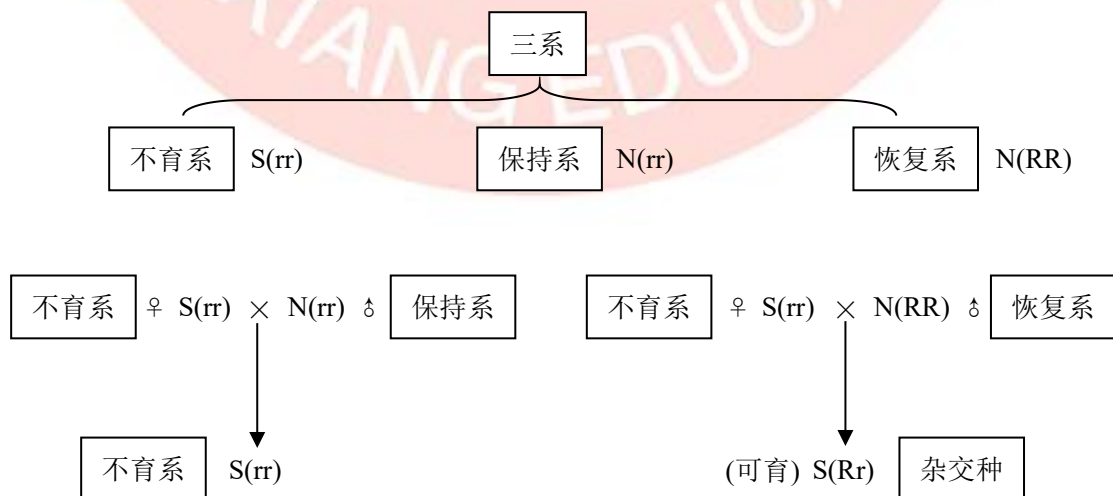 三系
不育系 S(rr) 保持系 N(rr) 恢复系 N(RR)
不育系 ♀ S(rr) × N(rr) ♂ 保持系 不育系 ♀ S(rr) × N(RR) ♂ 恢复系
不育系 S(rr) (可育) S(Rr) 杂交种
XIANG EDUC